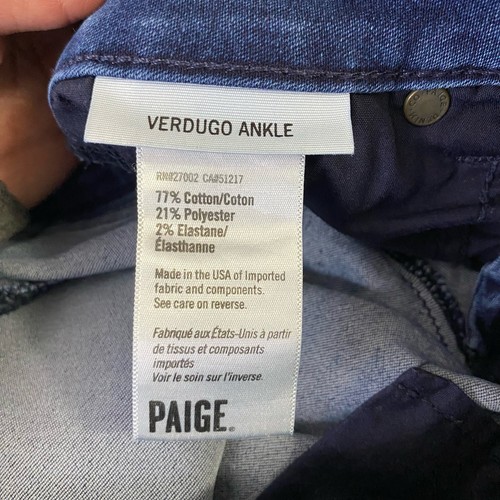 VERDUGO ANKLE
RN#27002 CA#51217
77% Cotton/Coton
21% Polyester
2% Elastane/
Élasthanne
Made in the USA of Imported
fabric and components.
See care on reverse.
Fabriqué aux États-Unis à partir
de tissus et composants
importés
Voir le soin sur l'inverse.
PAIGE